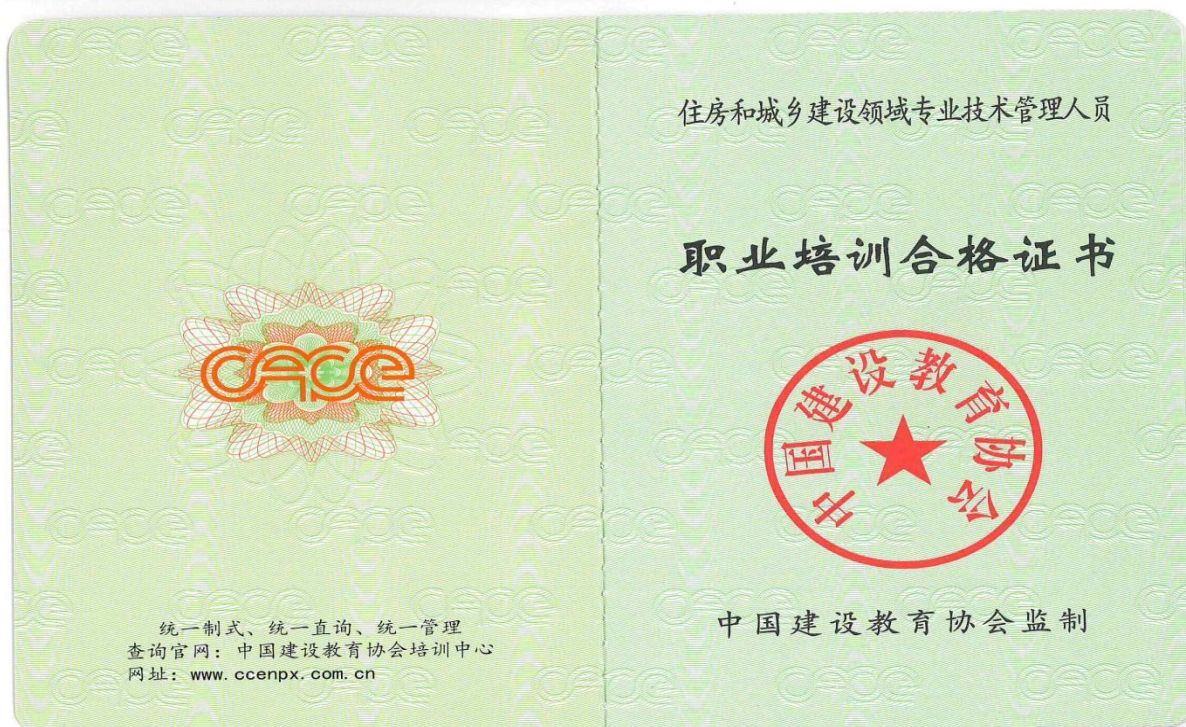 CACE
统一制式、统一直询、统一管理
查询官网：中国建设教育协会培训中心
网址：www.ccenpx.com.cn
住房和城乡建设领域专业技术管理人员
职业培训合格证书
中国建设教育协会
中国建设教育协会监制